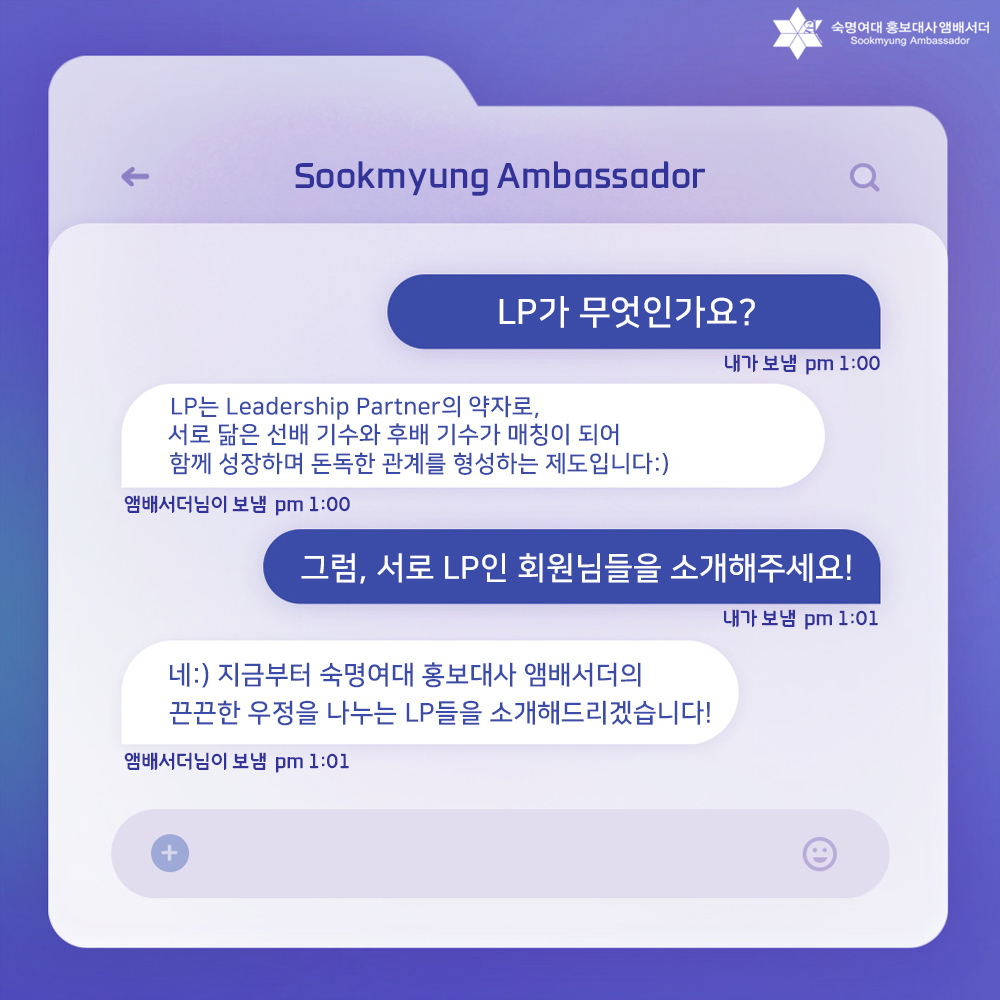 숙명여대 홍보대사 앰배서더
Sookmyung Ambassador
Sookmyung Ambassador
LP가 무엇인가요?
내가 보냄 pm 1:00
LP는 Leadership Partner의 약자로,
서로 닮은 선배 기수와 후배 기수가 매칭이 되어
함께 성장하며 돈독한 관계를 형성하는 제도입니다:)
앰배서더님이 보냄 pm 1:00
그럼, 서로 LP인 회원님들을 소개해주세요!
내가 보냄 pm 1:01
네:) 지금부터 숙명여대 홍보대사 앰배서더의
끈끈한 우정을 나누는 LP들을 소개해드리겠습니다!
앰배서더님이 보냄 pm 1:01